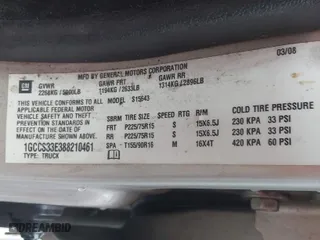 03/08
GM
MFD BY GENERAL MOTORS CORPORATION
GVWR GAWR FRT GAWR RR
2268KG /5000LB 1194KG /2633LB 1314KG /2896LB
THIS VEHICLE CONFORMS TO ALL
APPLICABLE FEDERAL MOTOR
VEHICLE SAFETY, BUMPER, AND THEFT
PREVENTION STANDARDS IN
EFFECT ON THE DATE OF
MANUFACTURE SHOWN ABOVE.
1GCCS33E388210461
TYPE: TRUCK
MODEL: S15643
SBRM TIRE SIZE SPEED RTG RIM COLD TIRE PRESSURE
FRT P225/75R15 S 15X6.5J 230 KPA 33 PSI
RR P225/75R15 S 15X6.5J 230 KPA 33 PSI
SPA T155/90R16 M 16X4T 420 KPA 60 PSI
DREAMBID